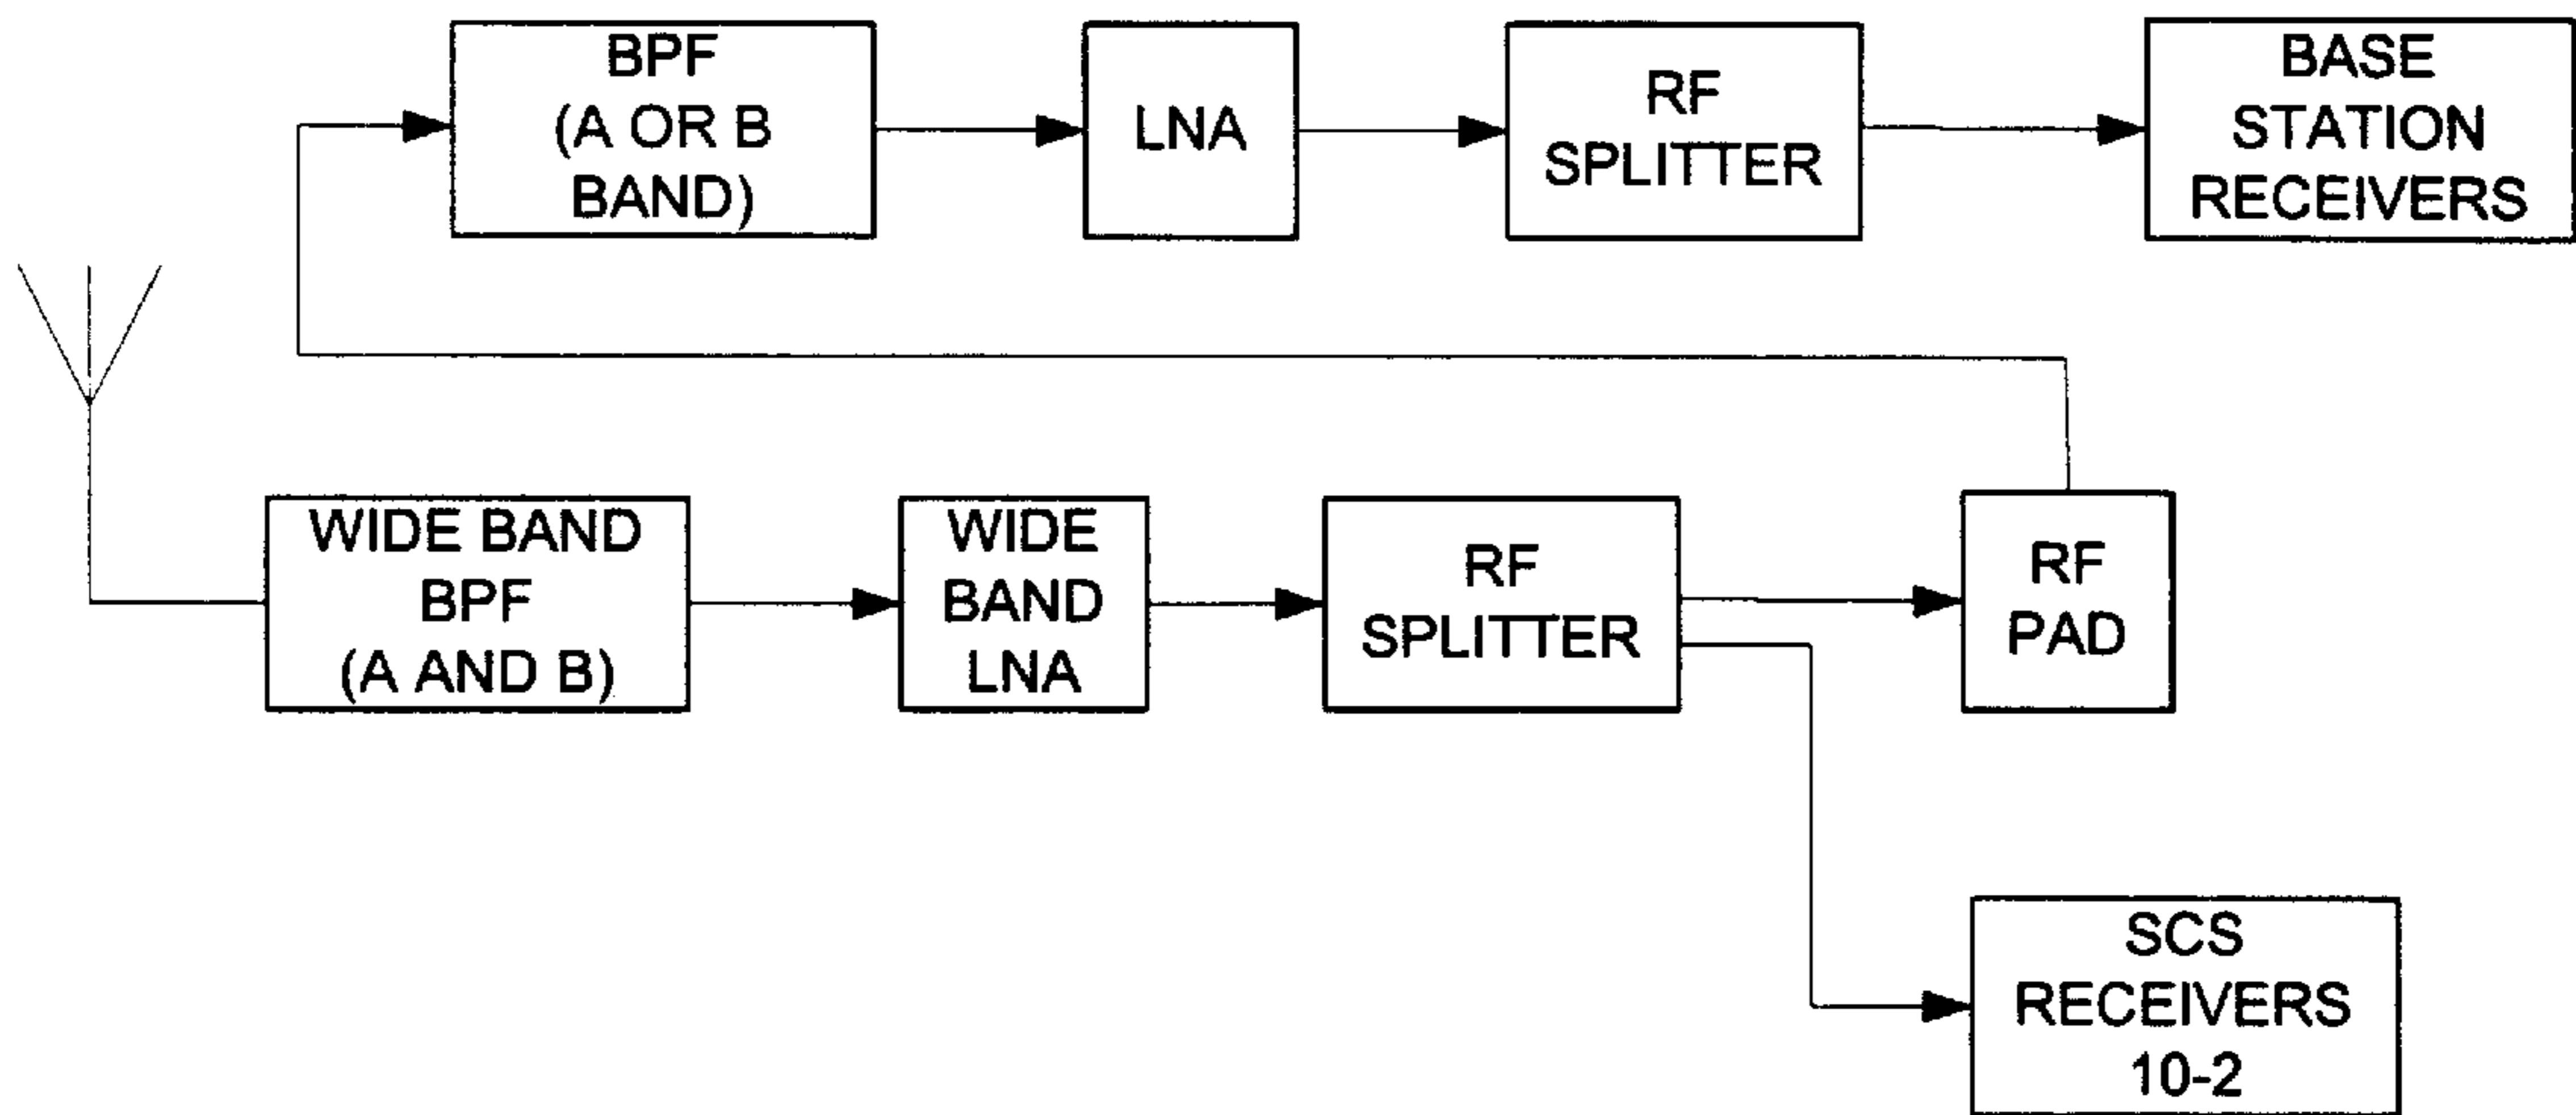 BPF
(A OR B
BAND)
LNA
RF
SPLITTER
BASE
STATION
RECEIVERS
WIDE BAND
BPF
(A AND B)
WIDE
BAND
LNA
RF
SPLITTER
RF
PAD
SCS
RECEIVERS
10-2